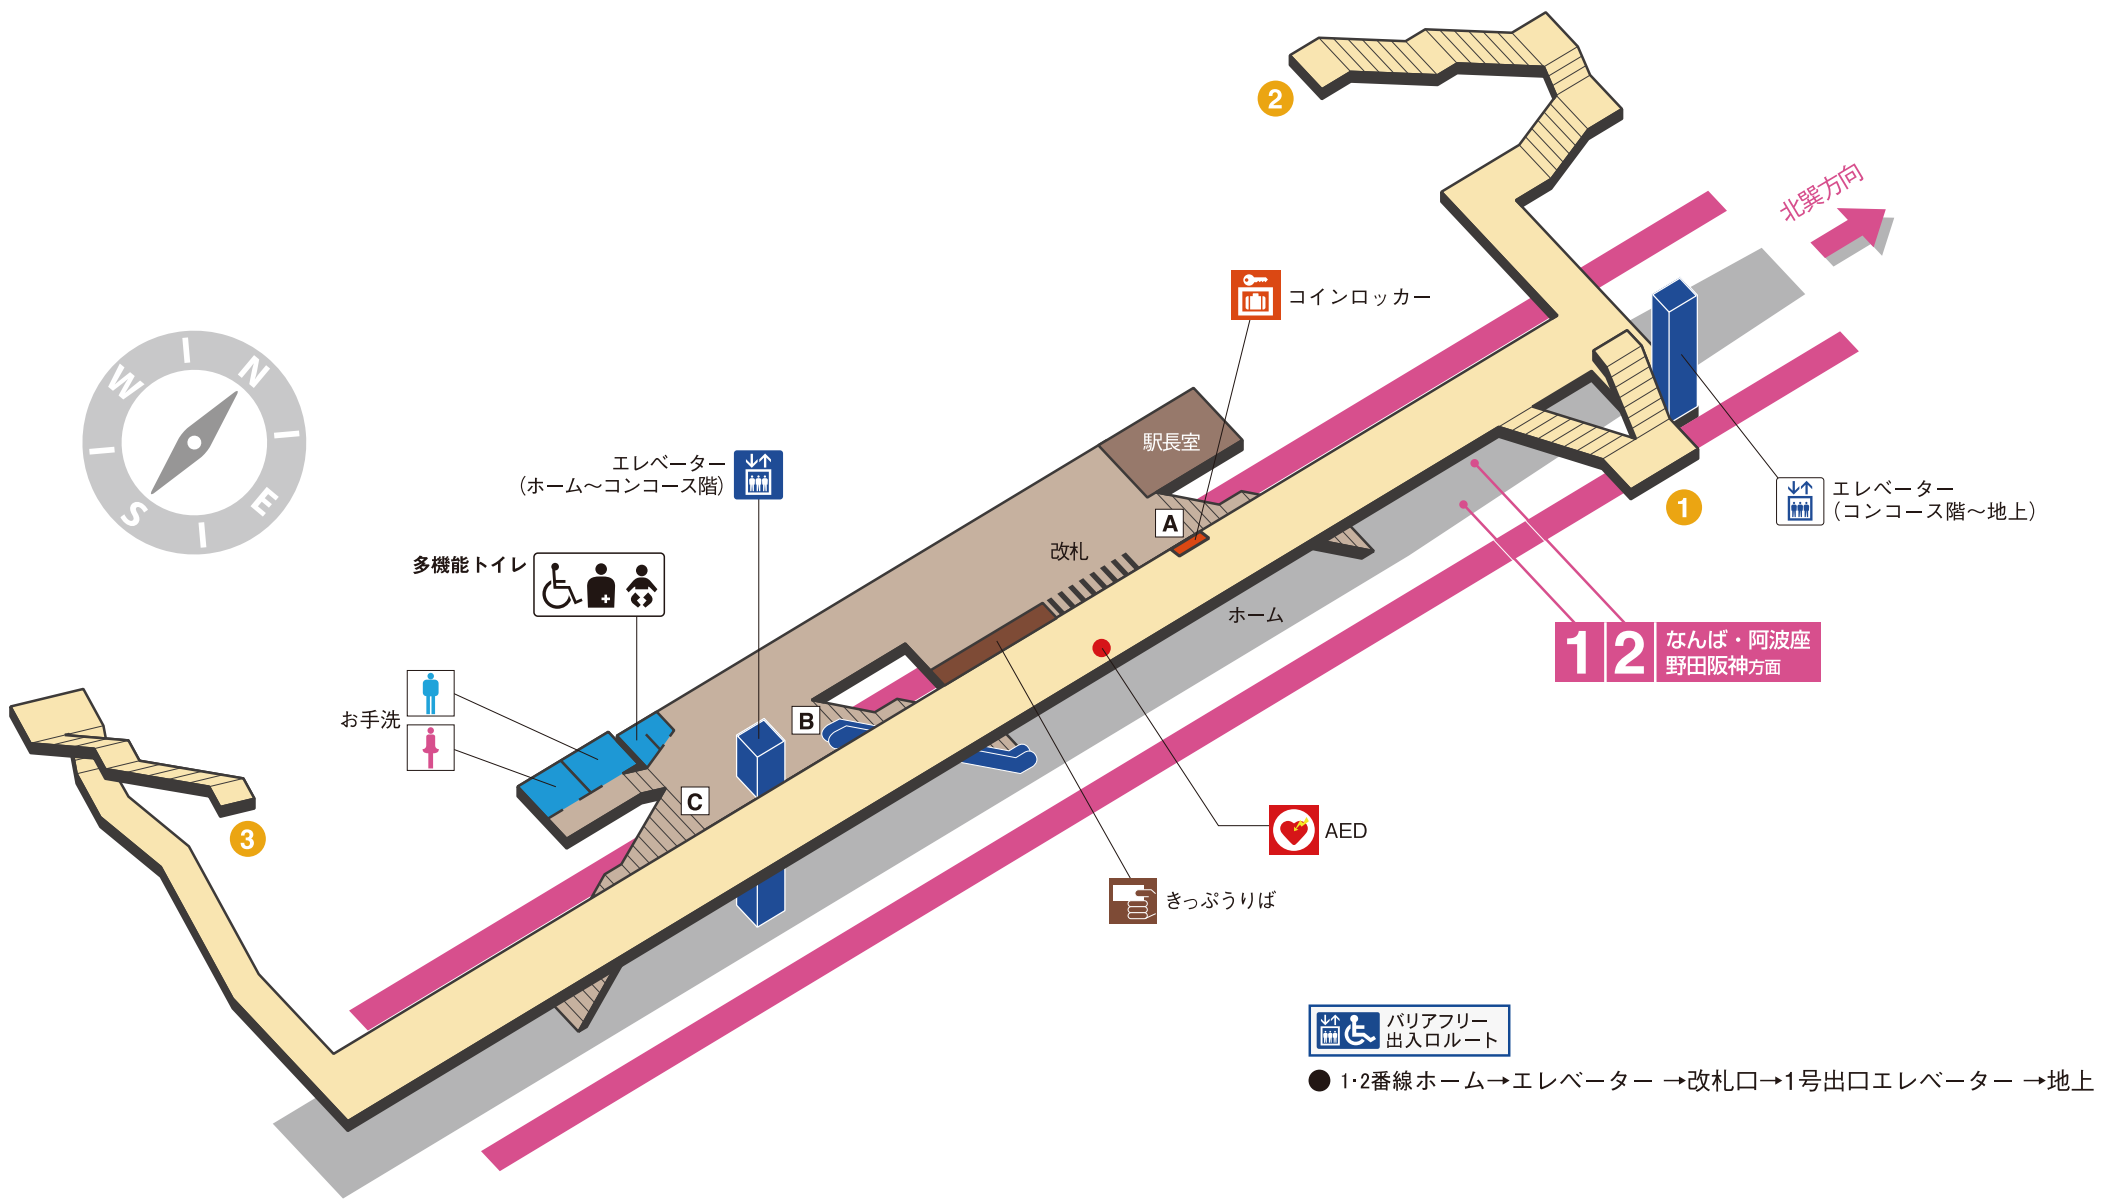 2
北巽方向
コインロッカー
N
W
E
S
駅長室
エレベーター
（ホーム～コンコース階）
A
エレベーター
（コンコース階～地上）
1
改札
多機能トイレ
ホーム
1 2 なんば・阿波座
野田阪神方面
お手洗
B
C
3
AED
きっぷうりば
バリアフリー
出入口ルート
● 1・2番線ホーム→エレベーター →改札口→1号出口エレベーター →地上